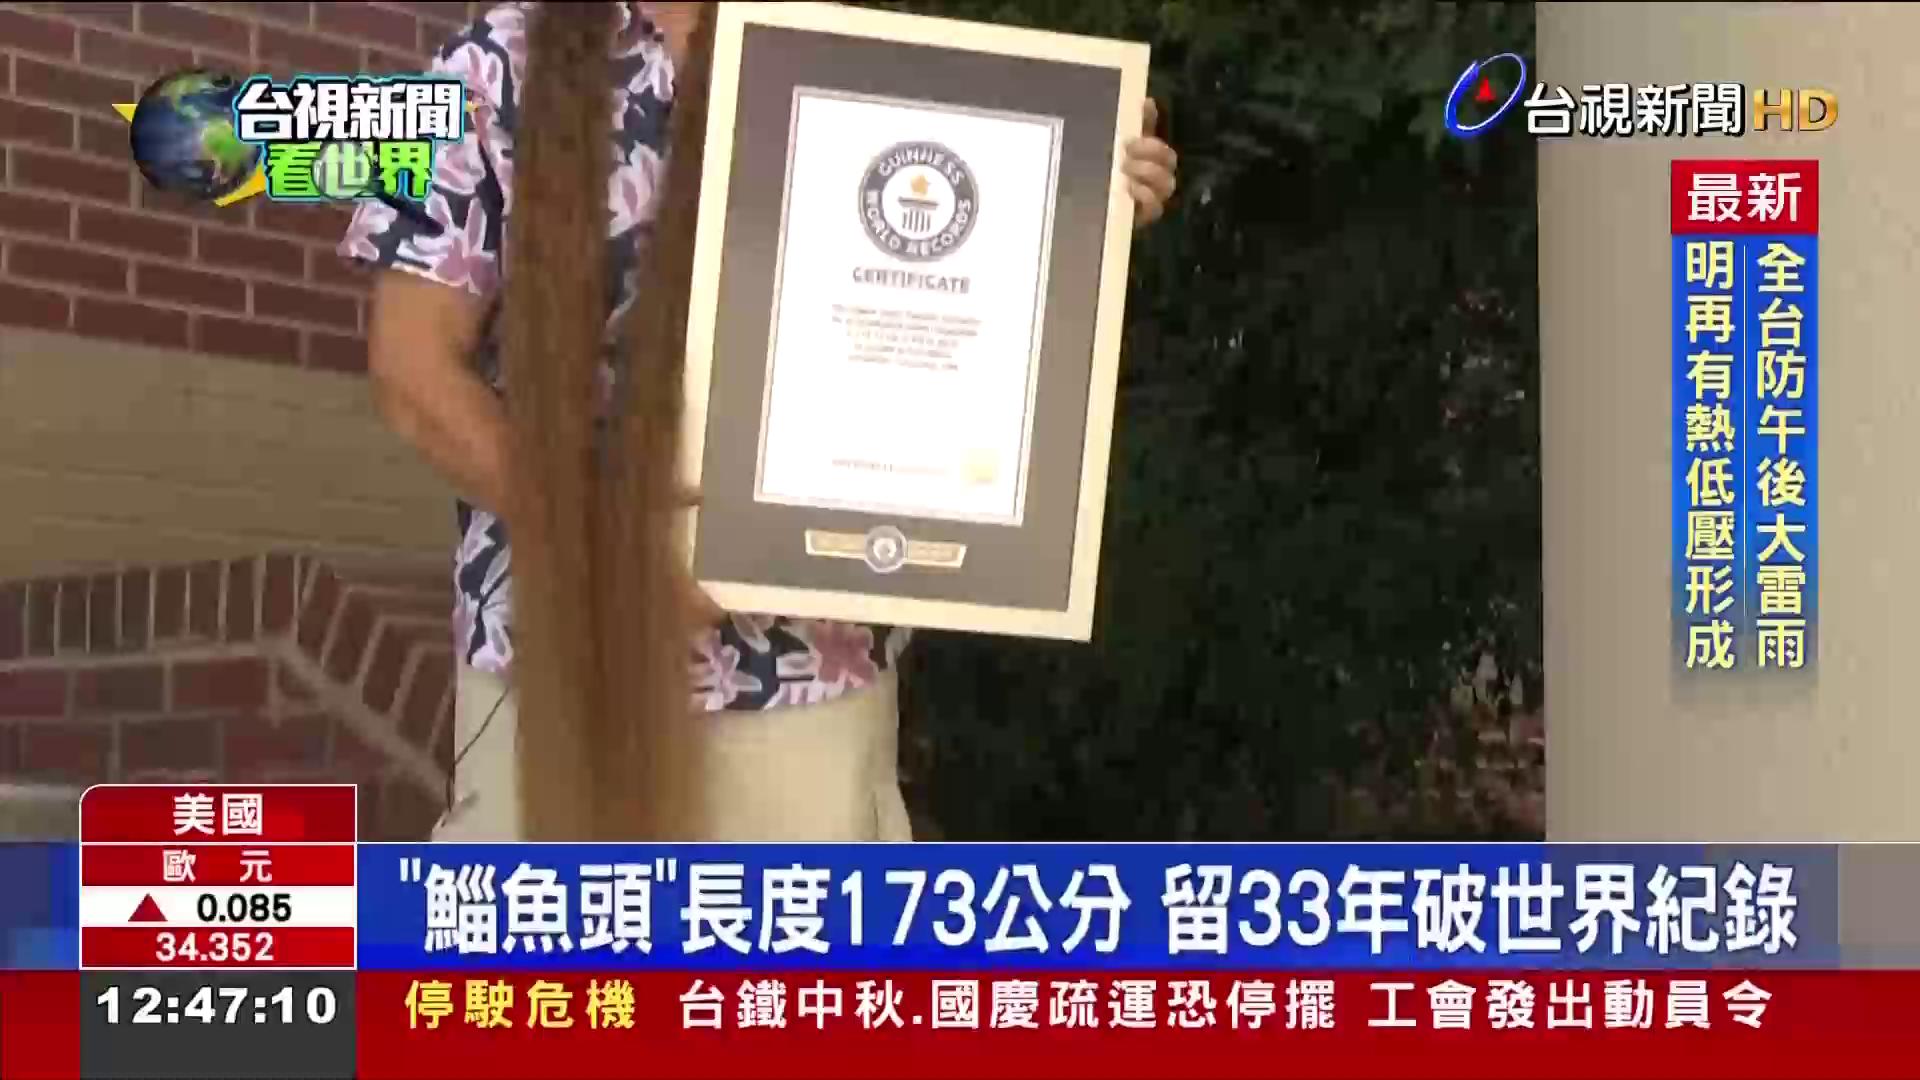 台視新聞
看世界
台視新聞HD
最新
全台防午後大雷雨
明再有熱低壓形成
GUINNESS WORLD RECORDS
CERTIFICATE
美國
歐元
0.085
34.352
"鯔魚頭"長度173公分 留33年破世界紀錄
12:47:10
停駛危機 台鐵中秋.國慶疏運恐停擺 工會發出動員令